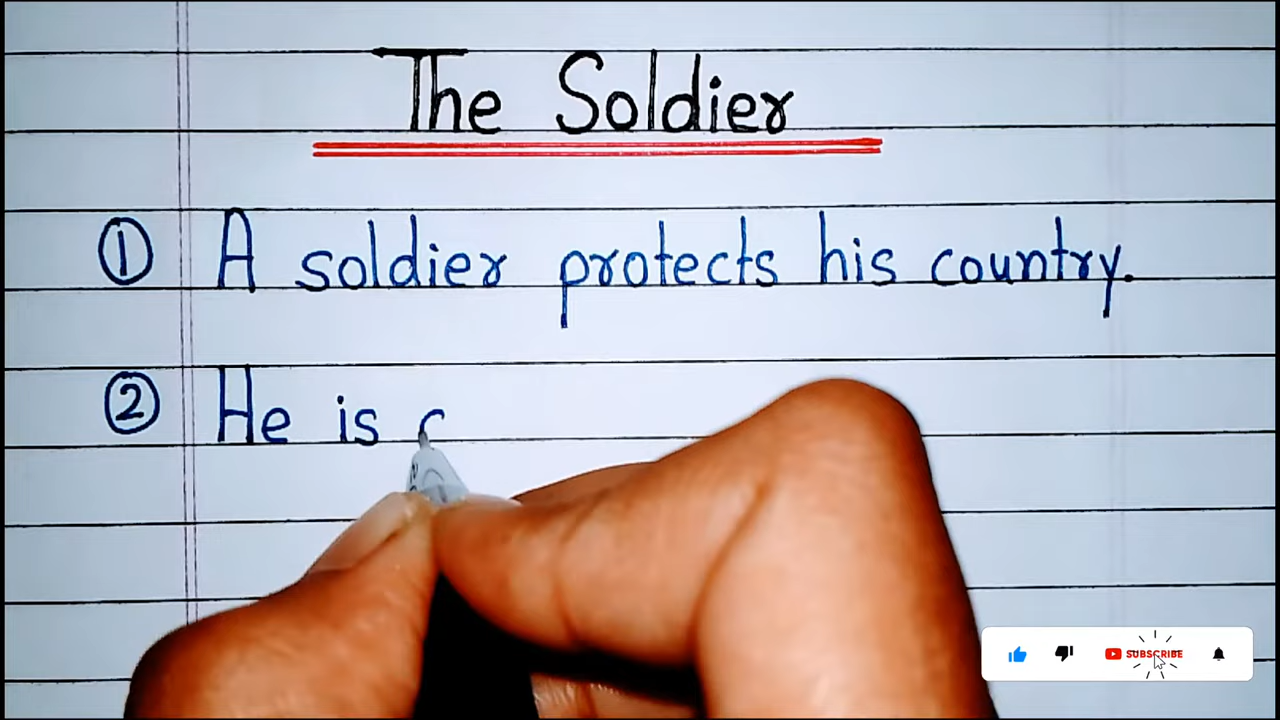 The Soldier
① A soldier protects his country.
② He is
SUBSCRIBE